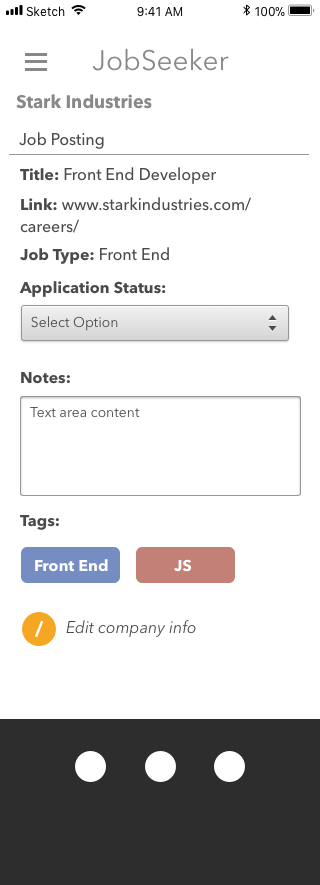 Sketch 9:41 AM 100%
JobSeeker
Stark Industries
Job Posting
Title: Front End Developer
Link: www.starkindustries.com/
careers/
Job Type: Front End
Application Status:
Select Option
Notes:
Text area content
Tags:
Front End JS
/ Edit company info